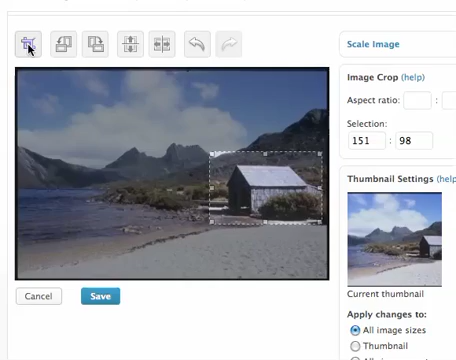 Scale Image
Image Crop (help)
Aspect ratio: :
Selection:
151 : 98
Thumbnail Settings (help
Current thumbnail
Cancel
Save
Apply changes to:
All image sizes
Thumbnail